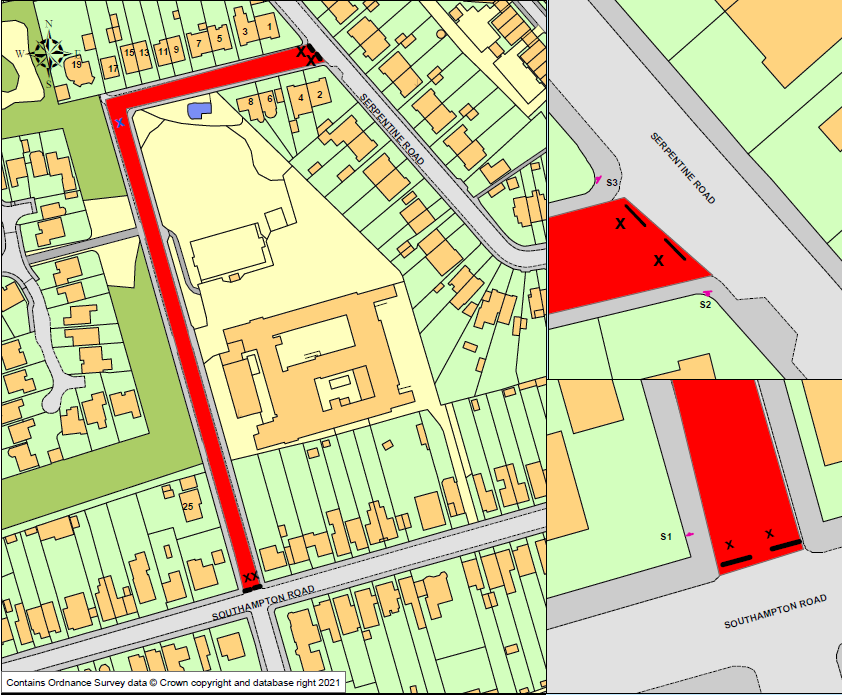 N
W E
S
19
17
15 13
11 9
7
5
3
1
X
X
X
8 6
4 2
SERPENTINE ROAD
25
XX
SOUTHAMPTON ROAD
Contains Ordnance Survey data © Crown copyright and database right 2021
SERPENTINE ROAD
S3
X
X
S2
S1
X X
SOUTHAMPTON ROAD